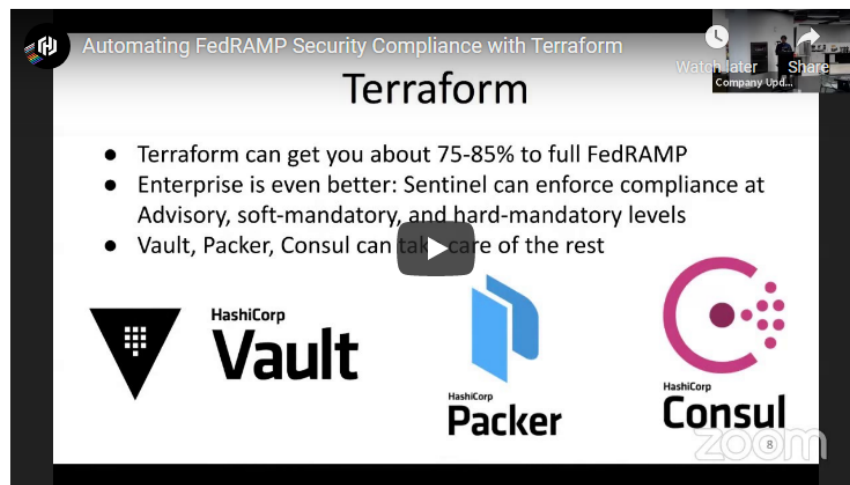 Automating FedRAMP Security Compliance with Terraform
Watch later
Share
Company Upd...
Terraform
● Terraform can get you about 75-85% to full FedRAMP
● Enterprise is even better: Sentinel can enforce compliance at
Advisory, soft-mandatory, and hard-mandatory levels
● Vault, Packer, Consul can take care of the rest
HashiCorp
Vault
HashiCorp
Packer
HashiCorp
Consul
zoom
8